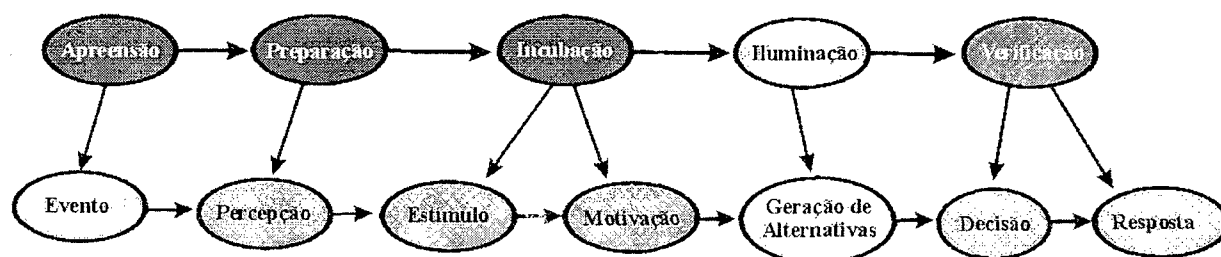 Apreensão
Preparação
Incubação
Iluminação
Verificação
Evento
Percepção
Estímulo
Motivação
Geração de
Alternativas
Decisão
Resposta